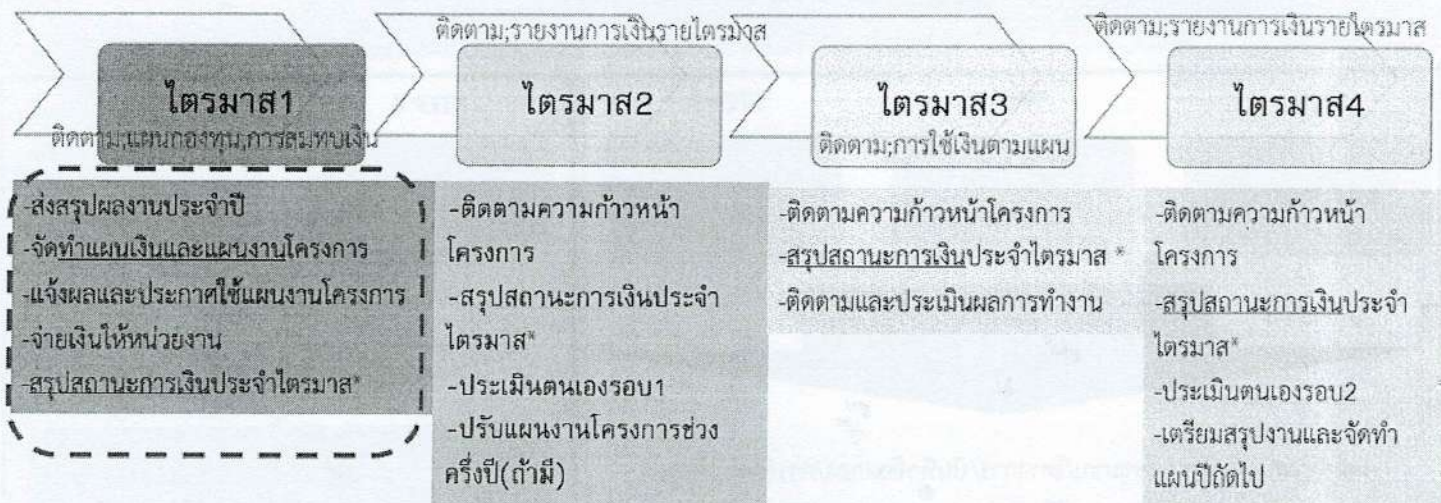 ไตรมาส1
ติดตาม;แผนกองทุน,การสมทบเงิน
-ส่งสรุปผลงานประจำปี
-จัดทำแผนเงินและแผนงานโครงการ
-แจ้งผลและประกาศใช้แผนงานโครงการ
-จ่ายเงินให้หน่วยงาน
-สรุปสถานะการเงินประจำไตรมาส*
ติดตาม;รายงานการเงินรายไตรมาส
ไตรมาส2
-ติดตามความก้าวหน้า
โครงการ
-สรุปสถานะการเงินประจำ
ไตรมาส*
-ประเมินตนเองรอบ1
-ปรับแผนงานโครงการช่วง
ครึ่งปี(ถ้ามี)
ไตรมาส3
ติดตาม;การใช้เงินตามแผน
-ติดตามความก้าวหน้าโครงการ
-สรุปสถานะการเงินประจำไตรมาส *
-ติดตามและประเมินผลการทำงาน
ติดตาม;รายงานการเงินรายไตรมาส
ไตรมาส4
-ติดตามความก้าวหน้า
โครงการ
-สรุปสถานะการเงินประจำ
ไตรมาส*
-ประเมินตนเองรอบ2
-เตรียมสรุปงานและจัดทำ
แผนปีถัดไป